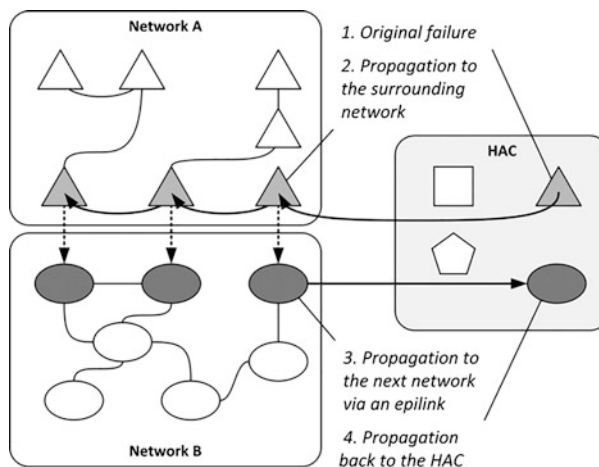 Network A
1. Original failure
2. Propagation to
the surrounding
network
HAC
3. Propagation to
the next network
via an epilink
4. Propagation
back to the HAC
Network B